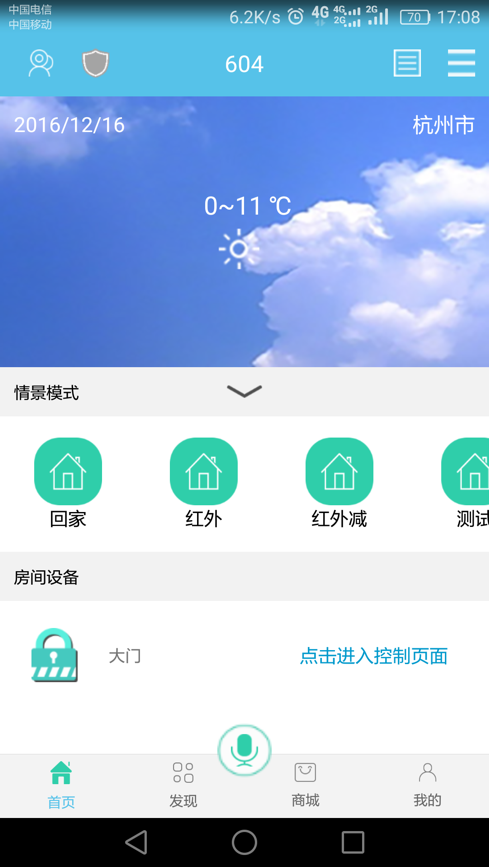 中国电信
中国移动
6.2K/s 4G 4G 2G 2G 70 17:08
604
2016/12/16 杭州市
0~11 ℃
情景模式
回家 红外 红外减 测试
房间设备
大门 点击进入控制页面
首页 发现 商城 我的